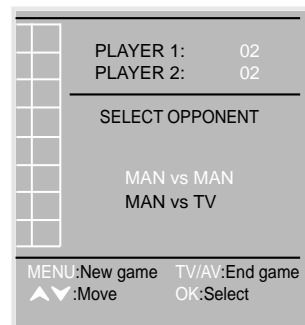 PLAYER 1: 02
PLAYER 2: 02
SELECT OPPONENT
MAN vs MAN
MAN vs TV
MENU:New game TV/AV:End game
:Move OK:Select